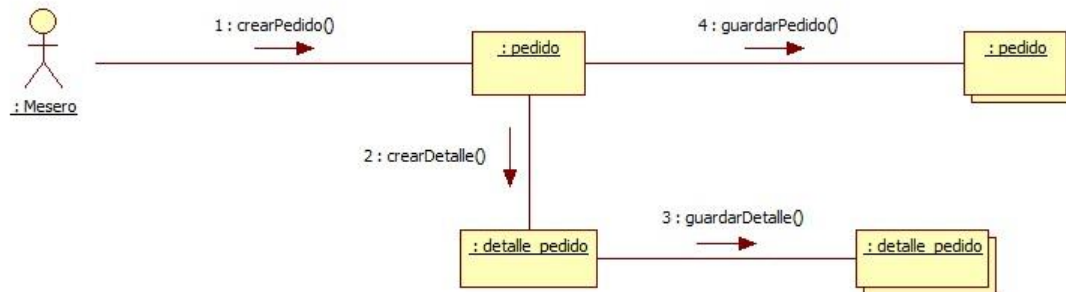 1 : crearPedido()
4 : guardarPedido()
: pedido
: pedido
: Mesero
2 : crearDetalle()
3 : guardarDetalle()
: detalle_pedido
: detalle_pedido